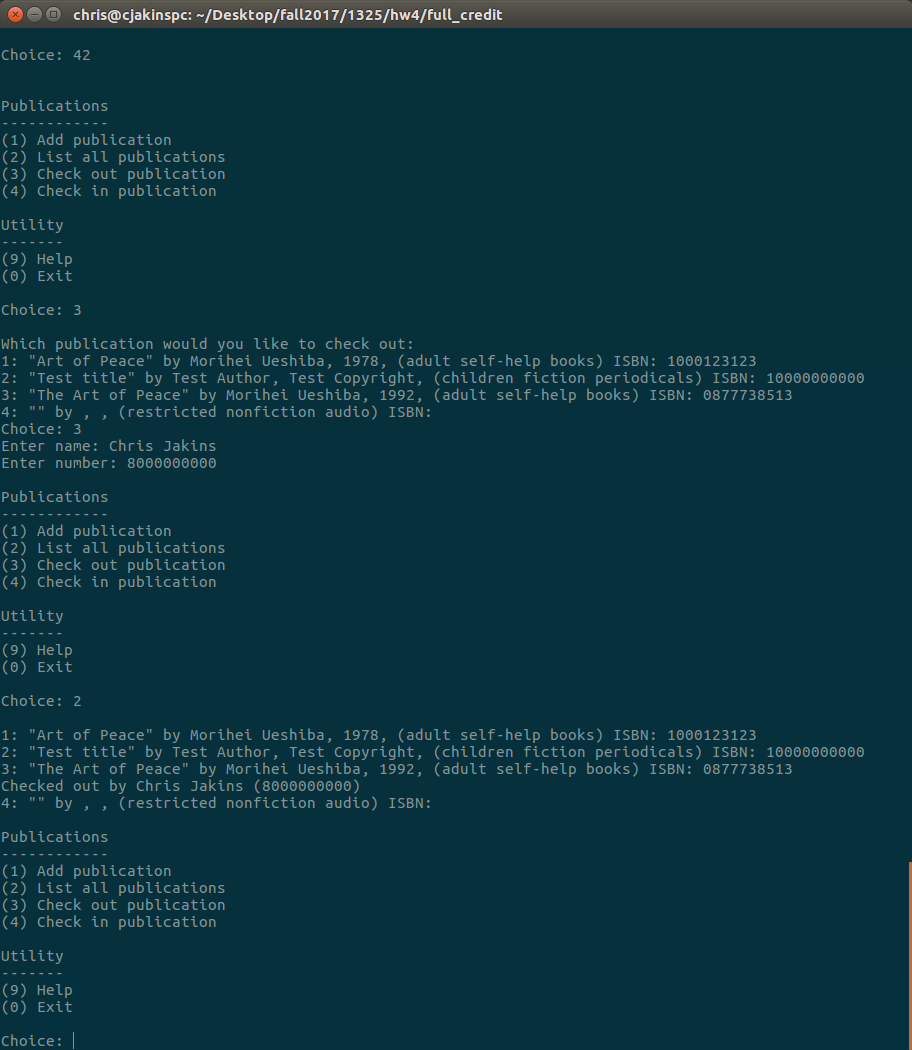 chris@cjakinspc: ~/Desktop/fall2017/1325/hw4/full_credit
Choice: 42
Publications
------------
(1) Add publication
(2) List all publications
(3) Check out publication
(4) Check in publication
Utility
-------
(9) Help
(0) Exit
Choice: 3
Which publication would you like to check out:
1: "Art of Peace" by Morihei Ueshiba, 1978, (adult self-help books) ISBN: 1000123123
2: "Test title" by Test Author, Test Copyright, (children fiction periodicals) ISBN: 10000000000
3: "The Art of Peace" by Morihei Ueshiba, 1992, (adult self-help books) ISBN: 0877738513
4: "" by , , (restricted nonfiction audio) ISBN:
Choice: 3
Enter name: Chris Jakins
Enter number: 8000000000
Publications
------------
(1) Add publication
(2) List all publications
(3) Check out publication
(4) Check in publication
Utility
-------
(9) Help
(0) Exit
Choice: 2
1: "Art of Peace" by Morihei Ueshiba, 1978, (adult self-help books) ISBN: 1000123123
2: "Test title" by Test Author, Test Copyright, (children fiction periodicals) ISBN: 10000000000
3: "The Art of Peace" by Morihei Ueshiba, 1992, (adult self-help books) ISBN: 0877738513
Checked out by Chris Jakins (8000000000)
4: "" by , , (restricted nonfiction audio) ISBN:
Publications
------------
(1) Add publication
(2) List all publications
(3) Check out publication
(4) Check in publication
Utility
-------
(9) Help
(0) Exit
Choice: